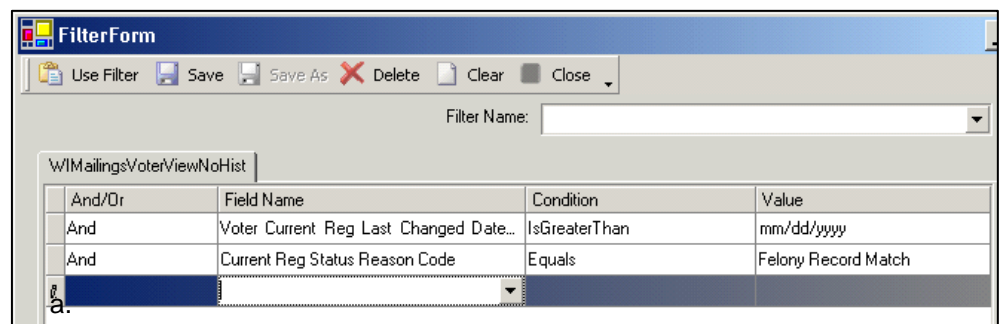 FilterForm
Use Filter Save Save As Delete Clear Close
Filter Name:
WIMailingsVoterViewNoHist
And/Or Field Name Condition Value
And Voter Current Reg Last Changed Date... IsGreaterThan mm/dd/yyyy
And Current Reg Status Reason Code Equals Felony Record Match
a.